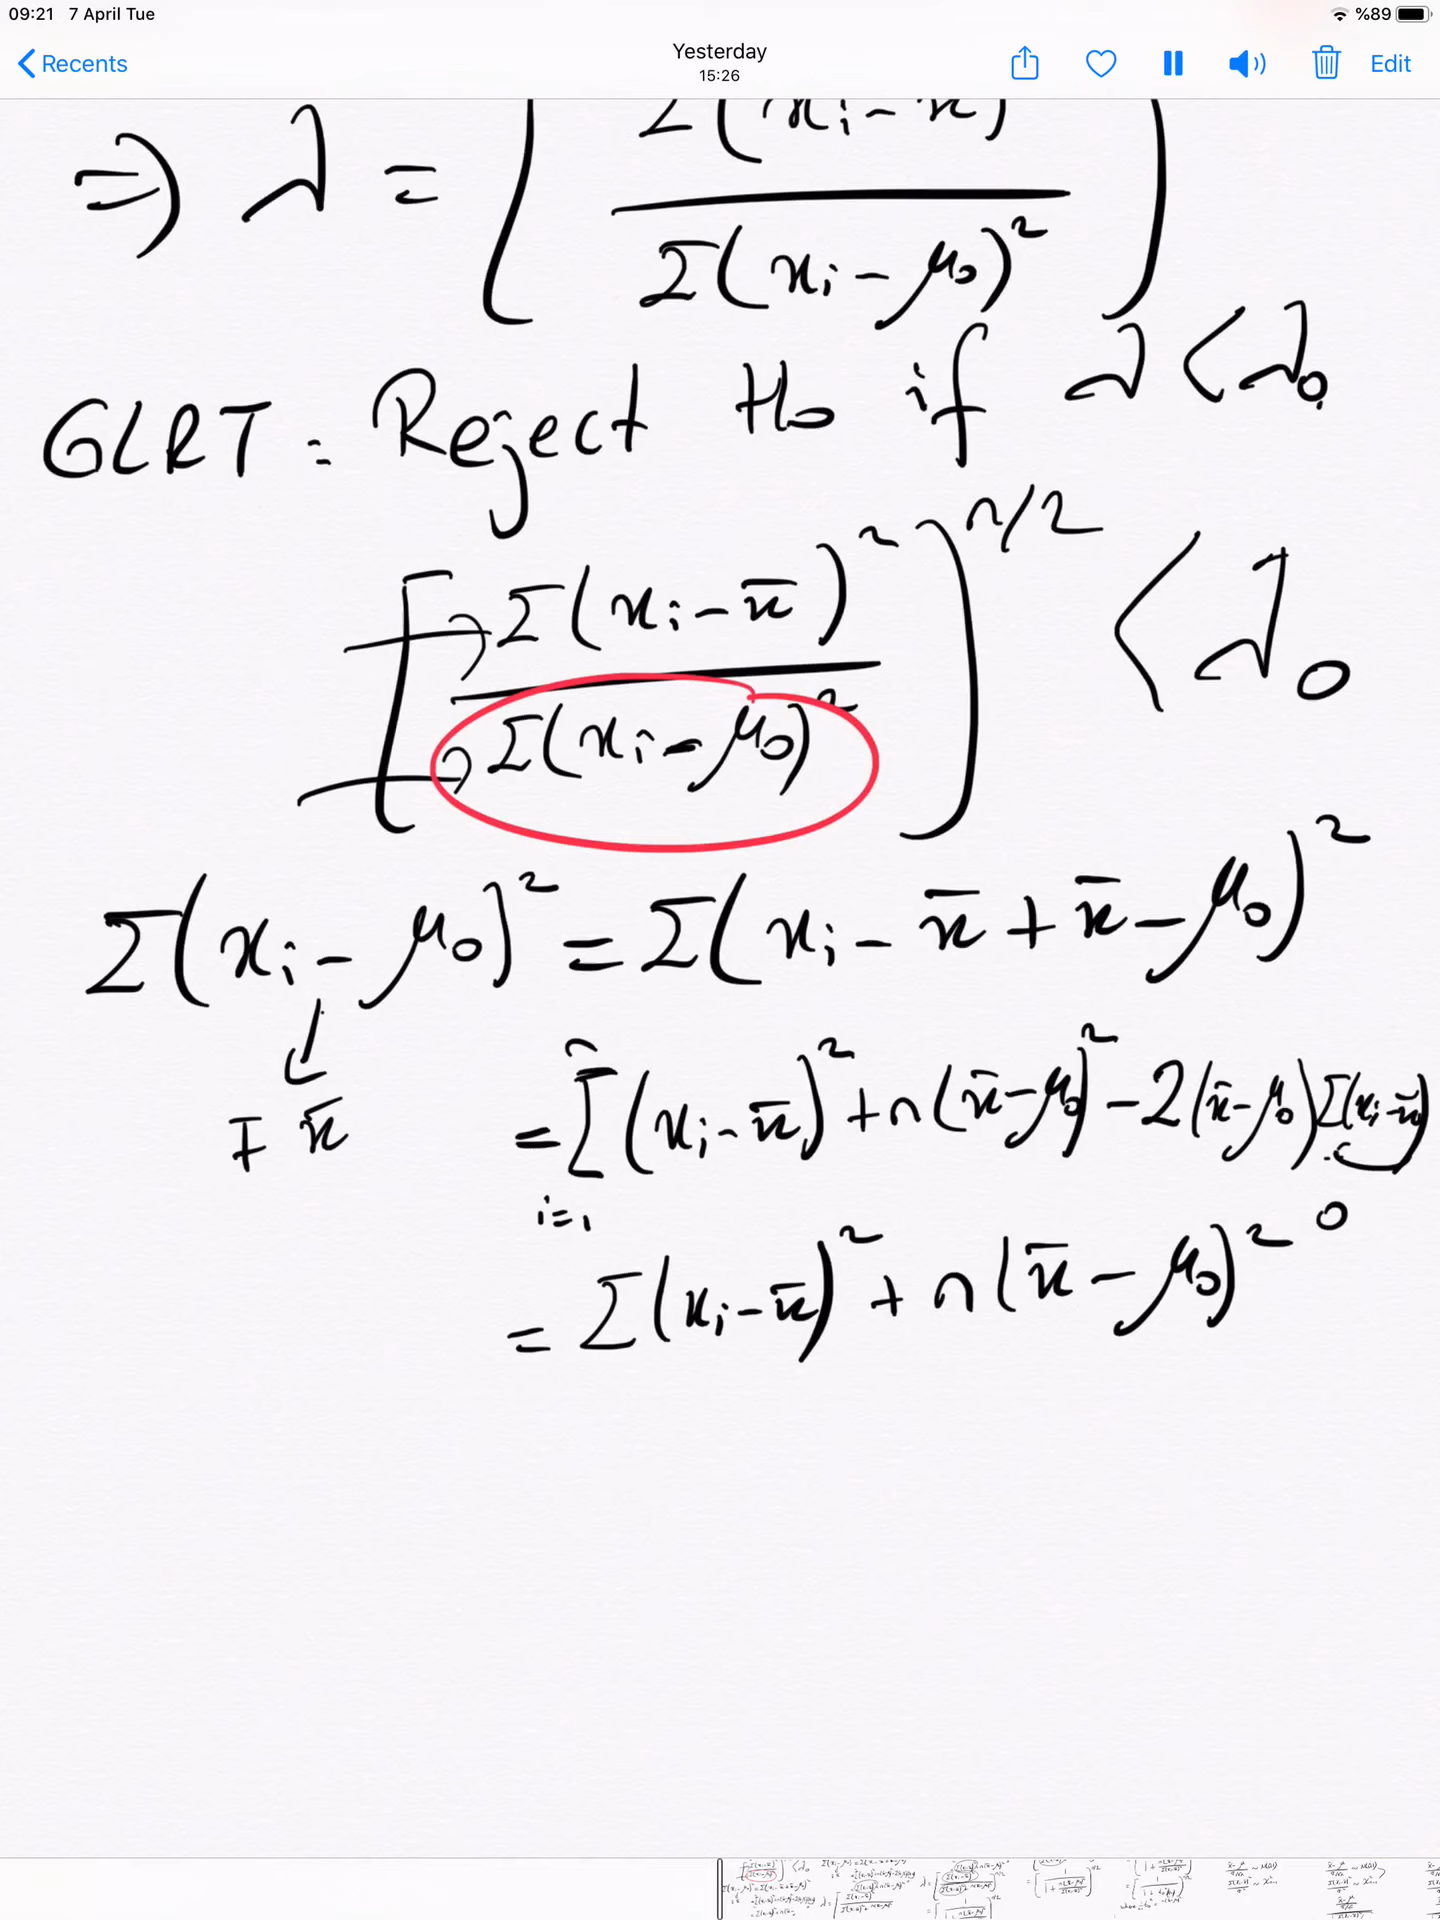 09:21 7 April Tue %89
Recents Yesterday Edit
15:26
⇒ λ = ( Σ(xᵢ - x̄) / Σ(xᵢ - μ₀)² )
GLRT: Reject H₀ if λ < λ₀.
[ Σ(xᵢ - x̄)² / Σ(xᵢ - μ₀)² ]^n/2 < λ₀
Σ(xᵢ - μ₀)² = Σ(xᵢ - x̄ + x̄ - μ₀)²
∓ x̄
= Σⁿᵢ₌₁ (xᵢ - x̄)² + n(x̄ - μ₀)² - 2(x̄ - μ₀)Σ(xᵢ - x̄)
0
= Σ(xᵢ - x̄)² + n(x̄ - μ₀)²